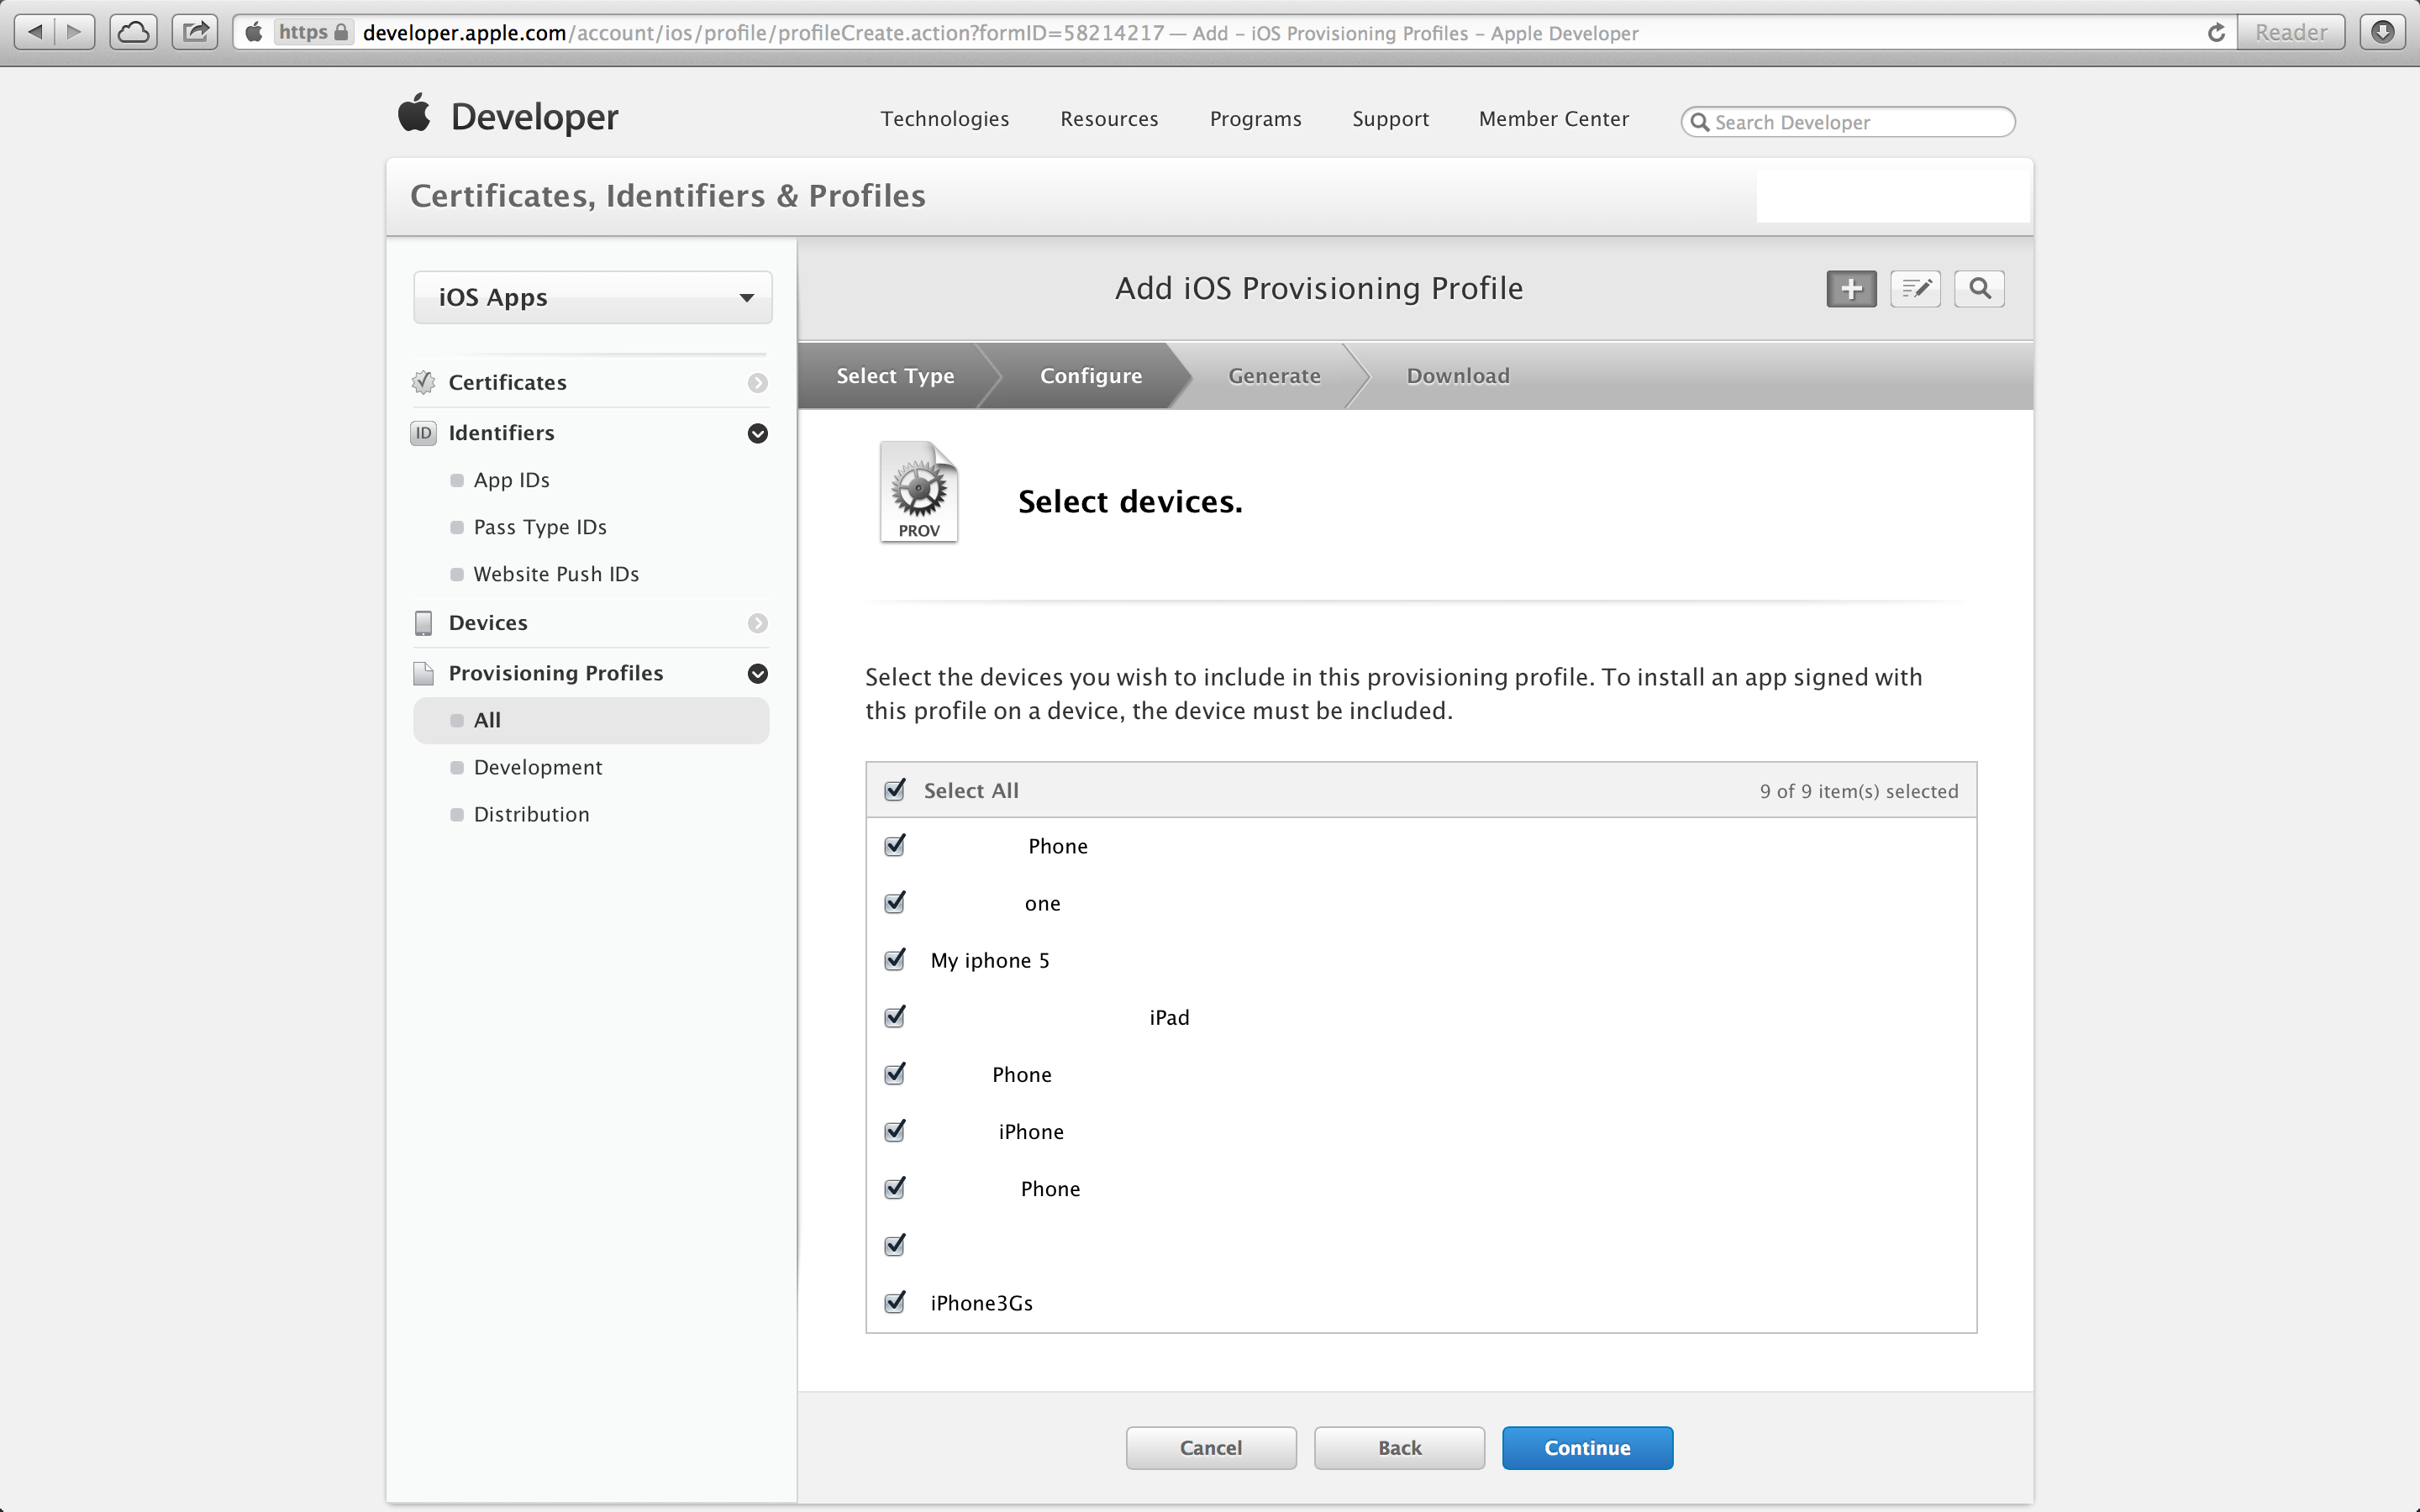 https developer.apple.com/account/ios/profile/profileCreate.action?formID=58214217 — Add - iOS Provisioning Profiles - Apple Developer
Reader
Developer
Technologies Resources Programs Support Member Center Search Developer
Certificates, Identifiers & Profiles
iOS Apps
Add iOS Provisioning Profile
Select Type Configure Generate Download
Certificates
ID Identifiers
App IDs
Pass Type IDs
Website Push IDs
Devices
Provisioning Profiles
All
Development
Distribution
PROV
Select devices.
Select the devices you wish to include in this provisioning profile. To install an app signed with
this profile on a device, the device must be included.
Select All 9 of 9 item(s) selected
Phone
one
My iphone 5
iPad
Phone
iPhone
Phone
iPhone3Gs
Cancel Back Continue